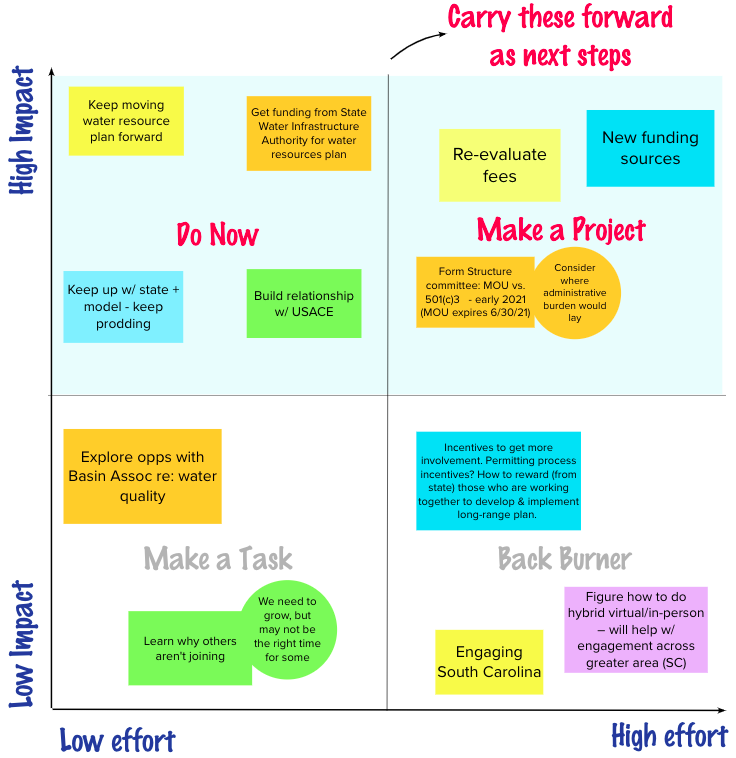 Carry these forward
as next steps
High Impact
Keep moving
water resource
plan forward
Get funding from State
Water Infrastructure
Authority for water
resources plan
Re-evaluate
fees
New funding
sources
Do Now
Make a Project
Keep up w/ state +
model - keep
prodding
Build relationship
w/ USACE
Form Structure
committee: MOU vs.
501(c)3 - early 2021
(MOU expires 6/30/21)
Consider
where
administrative
burden would
lay
Explore opps with
Basin Assoc re: water
quality
Incentives to get more
involvement. Permitting process
incentives? How to reward (from
state) those who are working
together to develop & implement
long-range plan.
Make a Task
Back Burner
Low Impact
Learn why others
aren't joining
We need to
grow, but
may not be
the right time
for some
Engaging
South Carolina
Figure how to do
hybrid virtual/in-person
– will help w/
engagement across
greater area (SC)
Low effort
High effort